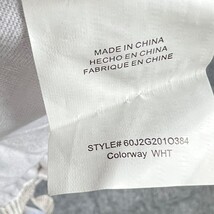 MADE IN CHINA
HECHO EN CHINA
FABRIQUE EN CHINE
STYLE# 60J2G201O384
Colorway WHT